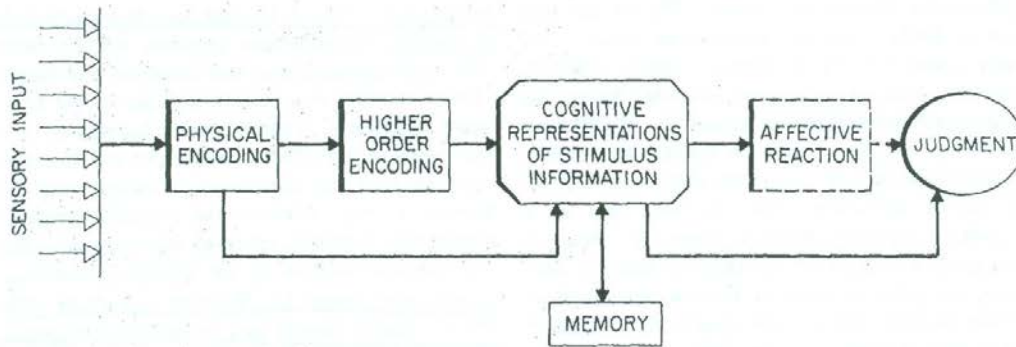 SENSORY INPUT
PHYSICAL
ENCODING
HIGHER
ORDER
ENCODING
COGNITIVE
REPRESENTATIONS
OF STIMULUS
INFORMATION
AFFECTIVE
REACTION
JUDGMENT
MEMORY